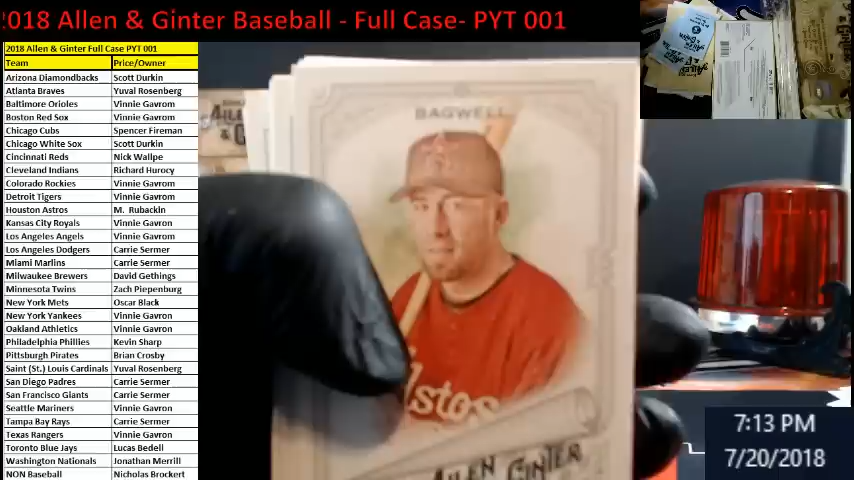 2018 Allen & Ginter Baseball - Full Case- PYT 001
2018 Allen & Ginter Full Case PYT 001
Team Price/Owner
Arizona Diamondbacks Scott Durkin
Atlanta Braves Yuval Rosenberg
Baltimore Orioles Vinnie Gavrom
Boston Red Sox Vinnie Gavrom
Chicago Cubs Spencer Fireman
Chicago White Sox Scott Durkin
Cincinnati Reds Nick Wallpe
Cleveland Indians Richard Hurocy
Colorado Rockies Vinnie Gavrom
Detroit Tigers Vinnie Gavrom
Houston Astros M. Rubackin
Kansas City Royals Vinnie Gavron
Los Angeles Angels Vinnie Gavrom
Los Angeles Dodgers Carrie Sermer
Miami Marlins Carrie Sermer
Milwaukee Brewers David Gethings
Minnesota Twins Zach Piepenburg
New York Mets Oscar Black
New York Yankees Vinnie Gavron
Oakland Athletics Vinnie Gavron
Philadelphia Phillies Kevin Sharp
Pittsburgh Pirates Brian Crosby
Saint (St.) Louis Cardinals Yuval Rosenberg
San Diego Padres Carrie Sermer
San Francisco Giants Carrie Sermer
Seattle Mariners Vinnie Gavron
Tampa Bay Rays Carrie Sermer
Texas Rangers Vinnie Gavron
Toronto Blue Jays Lucas Bedell
Washington Nationals Jonathan Merrill
NON Baseball Nicholas Brockert
BAGWELL
Astos
ALLEN GINTER
7:13 PM
7/20/2018